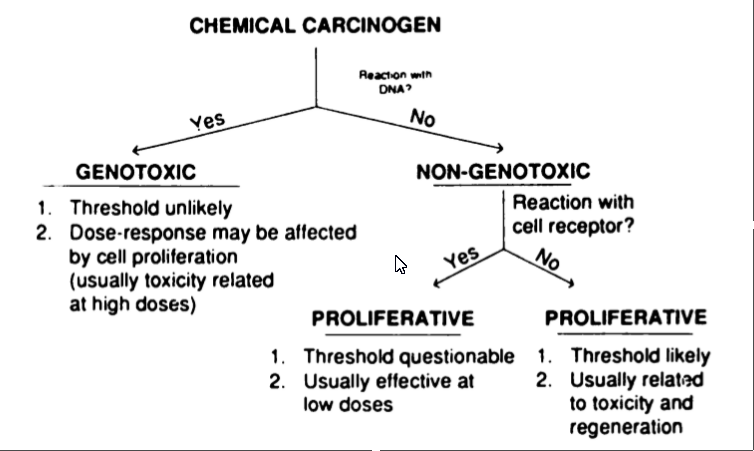 CHEMICAL CARCINOGEN
Reaction with
DNA?
Yes
No
GENOTOXIC
1. Threshold unlikely
2. Dose-response may be affected
by cell proliferation
(usually toxicity related
at high doses)
NON-GENOTOXIC
Reaction with
cell receptor?
Yes
No
PROLIFERATIVE
1. Threshold questionable
2. Usually effective at
low doses
PROLIFERATIVE
1. Threshold likely
2. Usually related
to toxicity and
regeneration